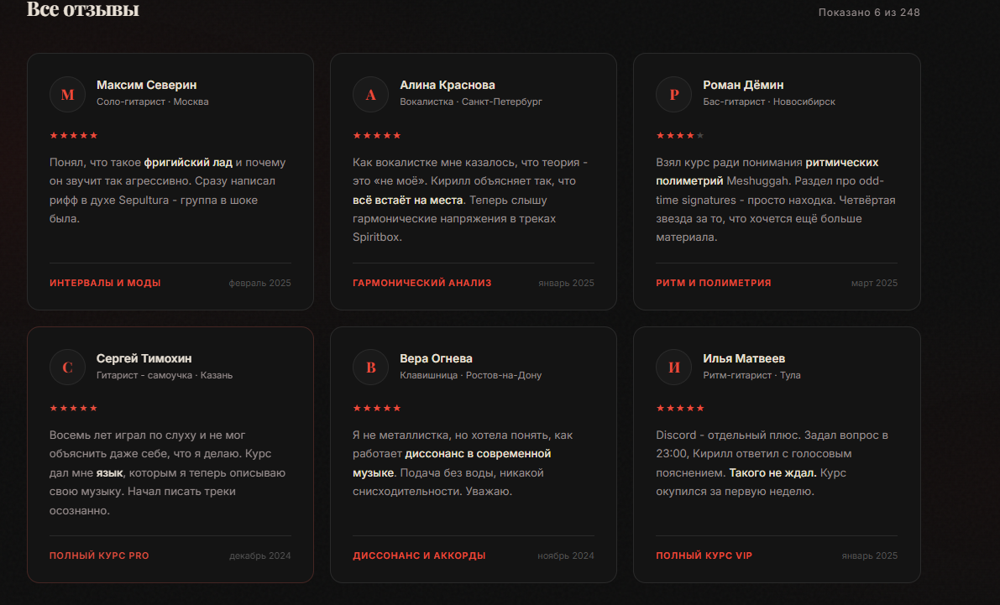 Все отзывы
Показано 6 из 248
М
Максим Северин
Соло-гитарист · Москва
★★★★★
Понял, что такое фригийский лад и почему
он звучит так агрессивно. Сразу написал
рифф в духе Sepultura - группа в шоке
была.
ИНТЕРВАЛЫ И МОДЫ
февраль 2025
А
Алина Краснова
Вокалистка · Санкт-Петербург
★★★★★
Как вокалистке мне казалось, что теория -
это «не моё». Кирилл объясняет так, что
всё встаёт на места. Теперь слышу
гармонические напряжения в треках
Spiritbox.
ГАРМОНИЧЕСКИЙ АНАЛИЗ
январь 2025
Р
Роман Дёмин
Бас-гитарист · Новосибирск
★★★★★
Взял курс ради понимания ритмических
полиметрий Meshuggah. Раздел про odd-
time signatures - просто находка. Четвёртая
звезда за то, что хочется ещё больше
материала.
РИТМ И ПОЛИМЕТРИЯ
март 2025
С
Сергей Тимохин
Гитарист - самоучка · Казань
★★★★★
Восемь лет играл по слуху и не мог
объяснить даже себе, что я делаю. Курс
дал мне язык, которым я теперь описываю
свою музыку. Начал писать треки
осознанно.
ПОЛНЫЙ КУРС PRO
декабрь 2024
В
Вера Огнева
Клавишница · Ростов-на-Дону
★★★★★
Я не металлистка, но хотела понять, как
работает диссонанс в современной
музыке. Подача без воды, никакой
снисходительности. Уважаю.
ДИССОНАНС И АККОРДЫ
ноябрь 2024
И
Илья Матвеев
Ритм-гитарист · Тула
★★★★★
Discord - отдельный плюс. Задал вопрос в
23:00, Кирилл ответил с голосовым
пояснением. Такого не ждал. Курс
окупился за первую неделю.
ПОЛНЫЙ КУРС VIP
январь 2025